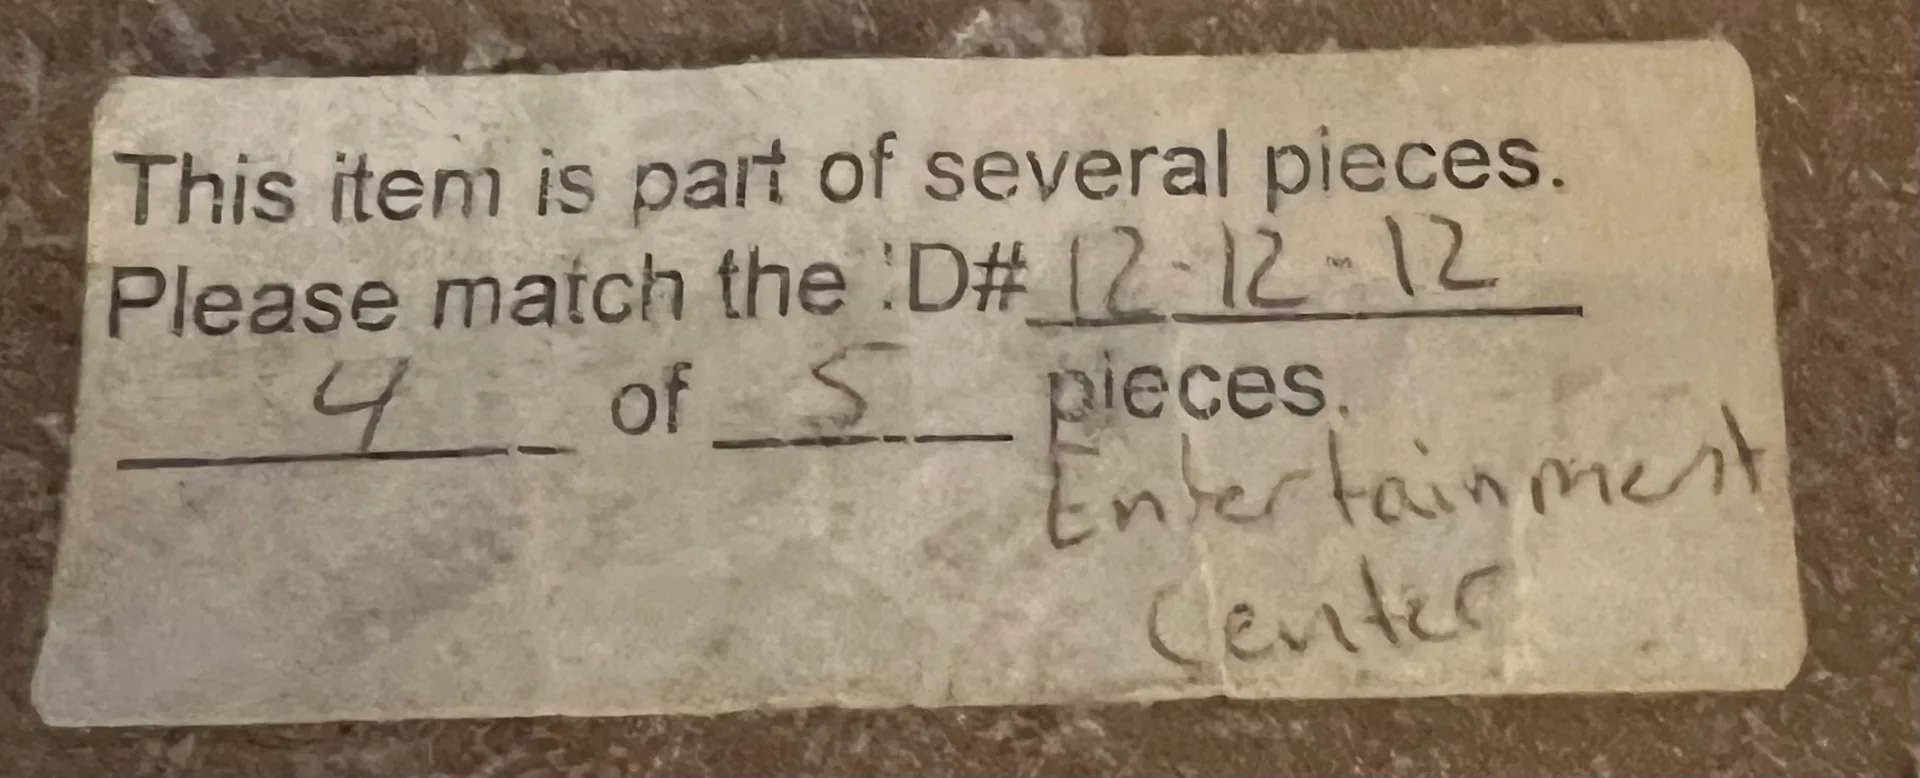 This item is part of several pieces.
Please match the ID# 12-12-12
4 of 5 pieces.
Entertainment
Center